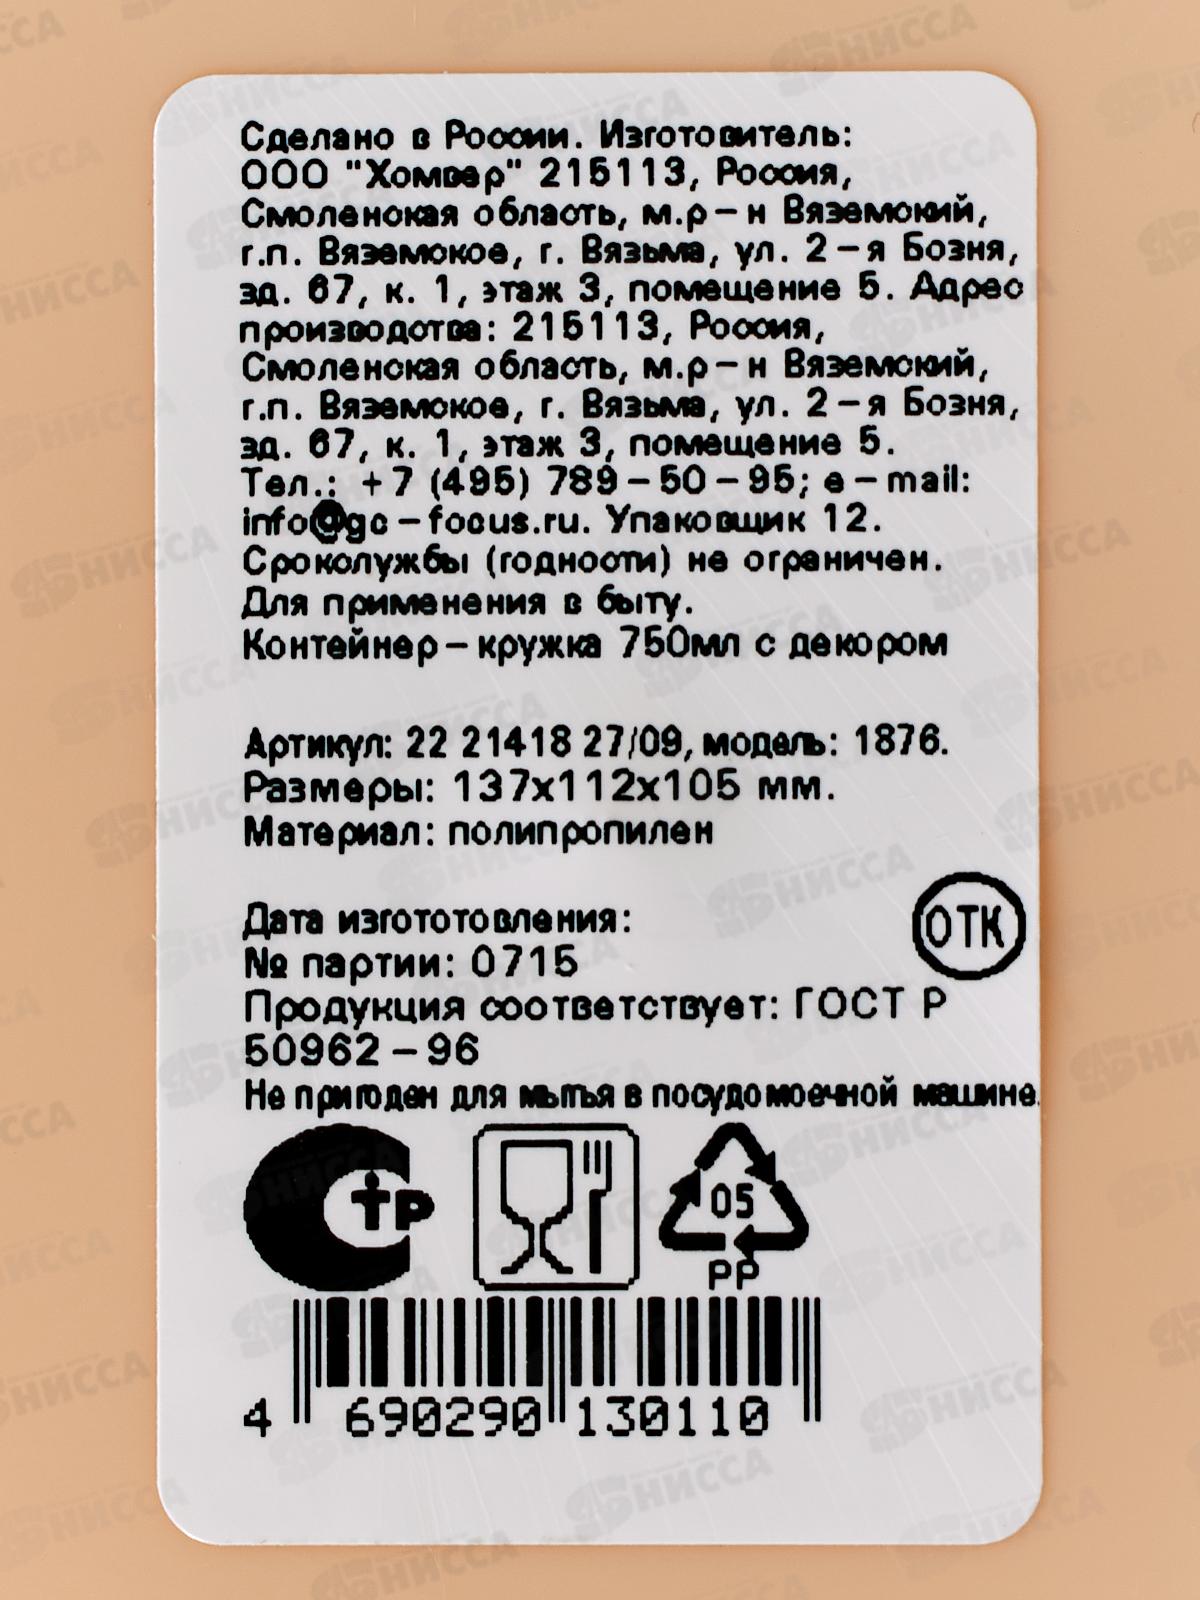 Сделано в России. Изготовитель:
ООО "Хомвер" 215113, Россия,
Смоленская область, м.р-н Вяземский,
г.п. Вяземское, г. Вязьма, ул. 2-я Бозня,
зд. 67, к. 1, этаж 3, помещение 5. Адрес
производства: 215113, Россия,
Смоленская область, м.р-н Вяземский,
г.п. Вяземское, г. Вязьма, ул. 2-я Бозня,
зд. 67, к. 1, этаж 3, помещение 5.
Тел.: +7 (495) 789-50-95; e-mail:
info@gc-focus.ru. Упаковщик 12.
Срокслужбы (годности) не ограничен.
Для применения в быту.
Контейнер-кружка 750мл с декором
Артикул: 22 21418 27/09, модель: 1876.
Размеры: 137x112x105 мм.
Материал: полипропилен
Дата изгототовления:
№ партии: 0715
ОТК
Продукция соответствует: ГОСТ Р
50962-96
Не пригоден для мытья в посудомоечной машине.
тР
05
PP
4 690290 130110
НИССА